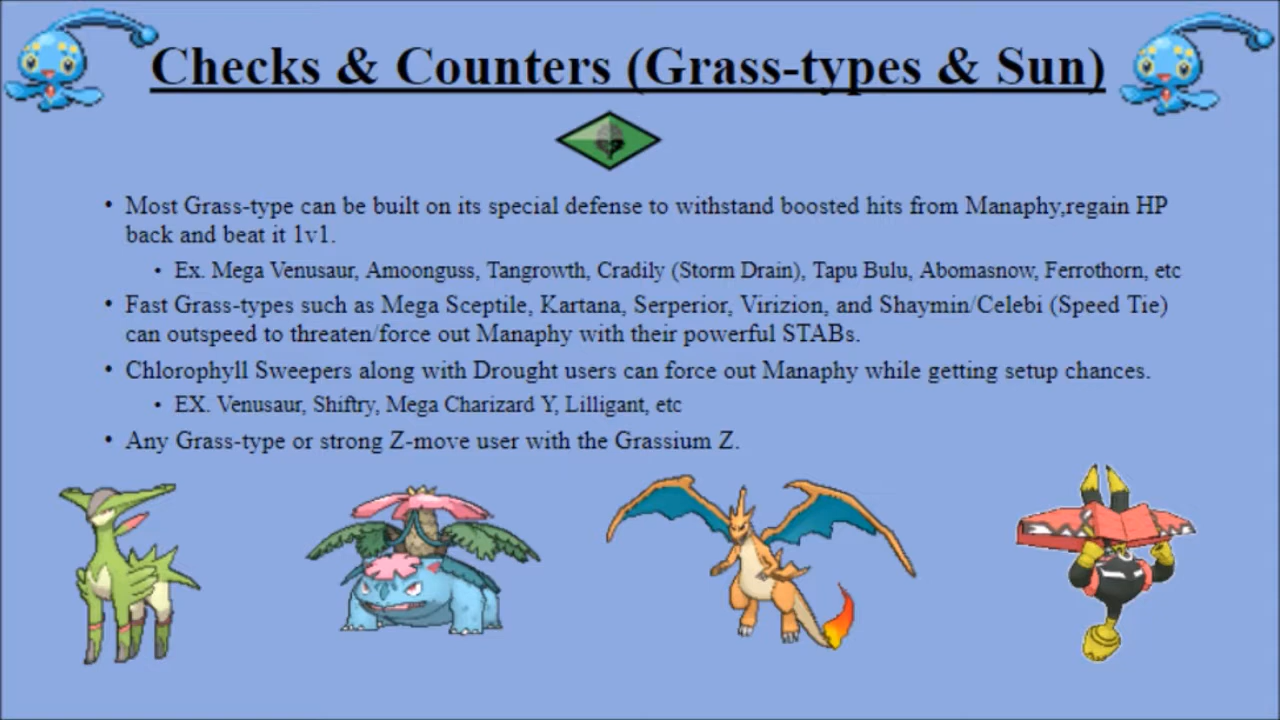 Checks & Counters (Grass-types & Sun)
• Most Grass-type can be built on its special defense to withstand boosted hits from Manaphy,regain HP
back and beat it 1v1.
• Ex. Mega Venusaur, Amoonguss, Tangrowth, Cradily (Storm Drain), Tapu Bulu, Abomasnow, Ferrothorn, etc
• Fast Grass-types such as Mega Sceptile, Kartana, Serperior, Virizion, and Shaymin/Celebi (Speed Tie)
can outspeed to threaten/force out Manaphy with their powerful STABs.
• Chlorophyll Sweepers along with Drought users can force out Manaphy while getting setup chances.
• EX. Venusaur, Shiftry, Mega Charizard Y, Lilligant, etc
• Any Grass-type or strong Z-move user with the Grassium Z.